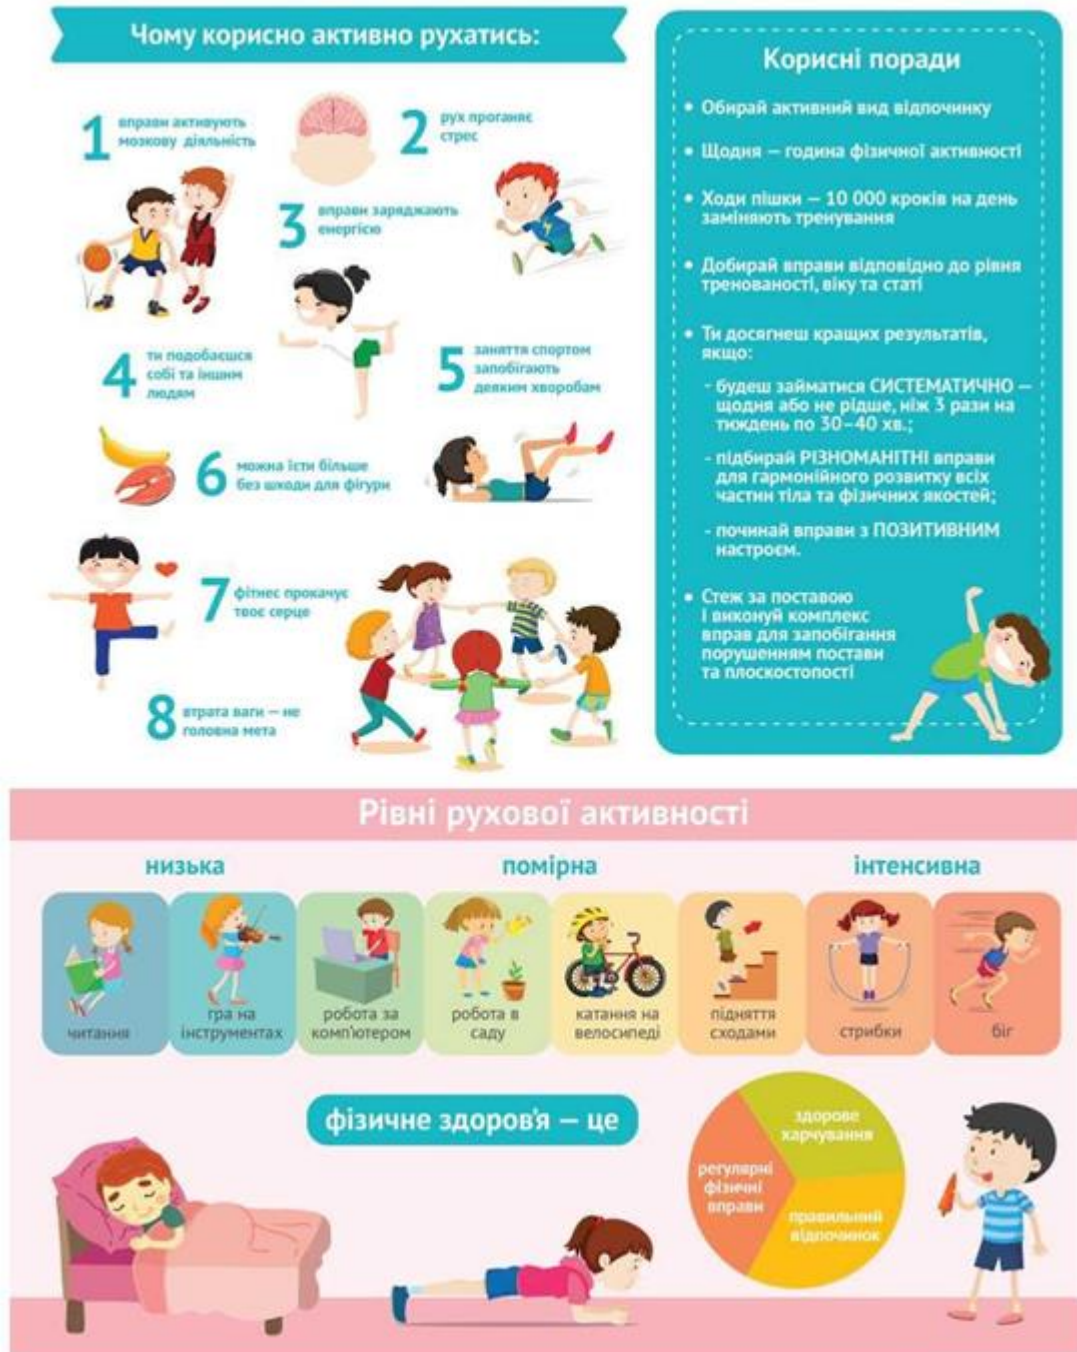 Чому корисно активно рухатись:
1
вправи активують
мозкову діяльність
2
рух проганяє
стрес
3
вправи заряджають
енергією
4
ти подобаєшся
собі та іншим
людям
5
заняття спортом
запобігають
деяким хворобам
6
можна їсти більше
без шкоди для фігури
7
фітнес прокачує
твоє серце
8
втрата ваги — не
головна мета
Корисні поради
• Обирай активний вид відпочинку
• Щодня — година фізичної активності
• Ходи пішки — 10 000 кроків на день
заміняють тренування
• Добирай вправи відповідно до рівня
тренованості, віку та статі
• Ти досягнеш кращих результатів,
якщо:
- будеш займатися СИСТЕМАТИЧНО —
щодня або не рідше, ніж 3 рази на
тиждень по 30–40 хв.;
- підбирай РІЗНОМАНІТНІ вправи
для гармонійного розвитку всіх
частин тіла та фізичних якостей;
- починай вправи з ПОЗИТИВНИМ
настроєм.
• Стеж за поставою
і виконуй комплекс
вправ для запобігання
порушенням постави
та плоскостопості
Рівні рухової активності
низька
помірна
інтенсивна
читання
гра на
інструментах
робота за
комп'ютером
робота в
саду
катання на
велосипеді
підняття
сходами
стрибки
біг
фізичне здоров'я — це
здорове
харчування
регулярні
фізичні
вправи
правильний
відпочинок